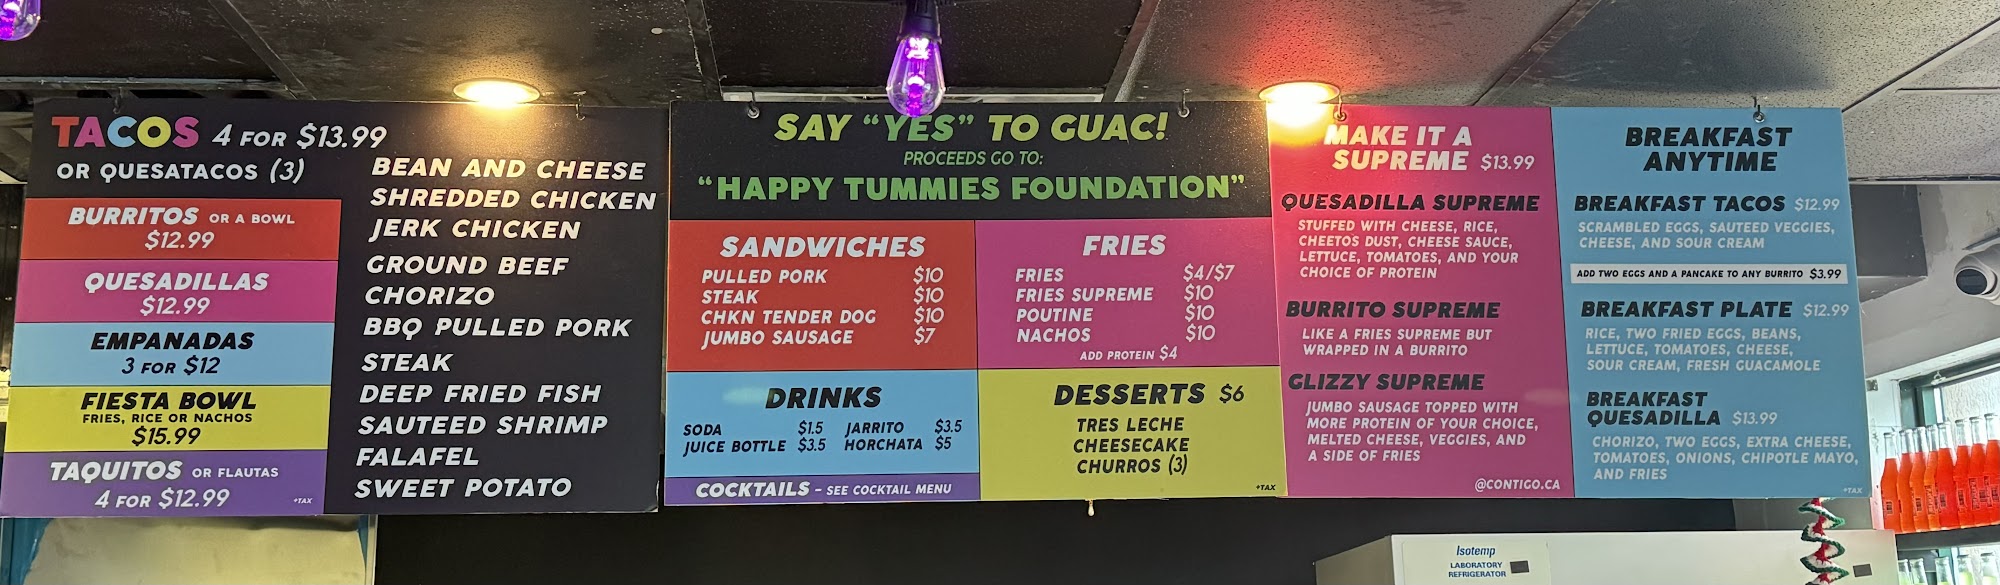 TACOS 4 FOR $13.99
OR QUESATACOS (3)
BURRITOS OR A BOWL
$12.99
QUESADILLAS
$12.99
EMPANADAS
3 FOR $12
FIESTA BOWL
FRIES, RICE OR NACHOS
$15.99
TAQUITOS OR FLAUTAS
4 FOR $12.99
+TAX
BEAN AND CHEESE
SHREDDED CHICKEN
JERK CHICKEN
GROUND BEEF
CHORIZO
BBQ PULLED PORK
STEAK
DEEP FRIED FISH
SAUTEED SHRIMP
FALAFEL
SWEET POTATO
SAY "YES" TO GUAC!
PROCEEDS GO TO:
"HAPPY TUMMIES FOUNDATION"
SANDWICHES
PULLED PORK $10
STEAK $10
CHKN TENDER DOG $10
JUMBO SAUSAGE $7
FRIES
FRIES $4/$7
FRIES SUPREME $10
POUTINE $10
NACHOS $10
ADD PROTEIN $4
DRINKS
SODA $1.5 JARRITO $3.5
JUICE BOTTLE $3.5 HORCHATA $5
COCKTAILS - SEE COCKTAIL MENU
DESSERTS $6
TRES LECHE
CHEESECAKE
CHURROS (3)
+TAX
MAKE IT A
SUPREME $13.99
QUESADILLA SUPREME
STUFFED WITH CHEESE, RICE,
CHEETOS DUST, CHEESE SAUCE,
LETTUCE, TOMATOES, AND YOUR
CHOICE OF PROTEIN
BURRITO SUPREME
LIKE A FRIES SUPREME BUT
WRAPPED IN A BURRITO
GLIZZY SUPREME
JUMBO SAUSAGE TOPPED WITH
MORE PROTEIN OF YOUR CHOICE,
MELTED CHEESE, VEGGIES, AND
A SIDE OF FRIES
@CONTIGO.CA
BREAKFAST
ANYTIME
BREAKFAST TACOS $12.99
SCRAMBLED EGGS, SAUTEED VEGGIES,
CHEESE, AND SOUR CREAM
ADD TWO EGGS AND A PANCAKE TO ANY BURRITO $3.99
BREAKFAST PLATE $12.99
RICE, TWO FRIED EGGS, BEANS,
LETTUCE, TOMATOES, CHEESE,
SOUR CREAM, FRESH GUACAMOLE
BREAKFAST
QUESADILLA $13.99
CHORIZO, TWO EGGS, EXTRA CHEESE,
TOMATOES, ONIONS, CHIPOTLE MAYO,
AND FRIES
+TAX
Isotemp
LABORATORY
REFRIGERATOR